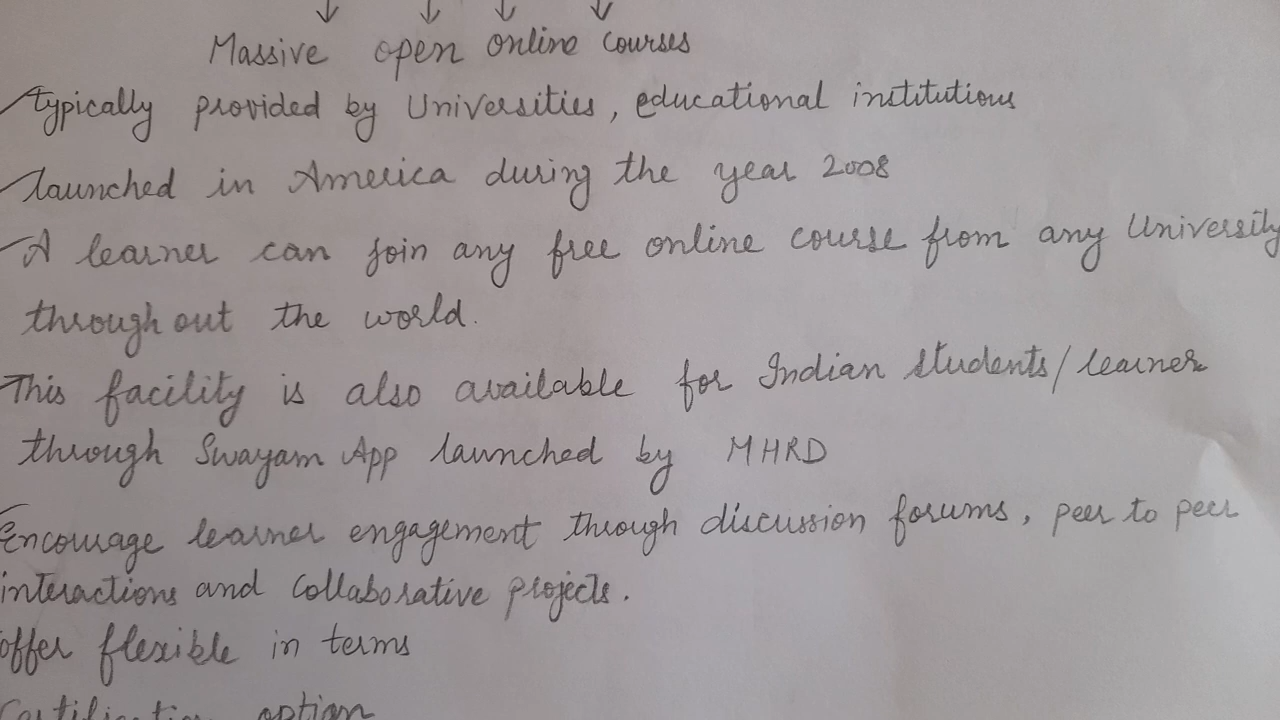 Massive open online courses
typically provided by Universities, educational institutions
launched in America during the year 2008
A learner can join any free online course from any University
through out the world.
This facility is also available for Indian students/learner
through Swayam App launched by MHRD
Encourage learner engagement through discussion forums, peer to peer
interactions and collaborative projects.
offer flexible in terms
Certification option